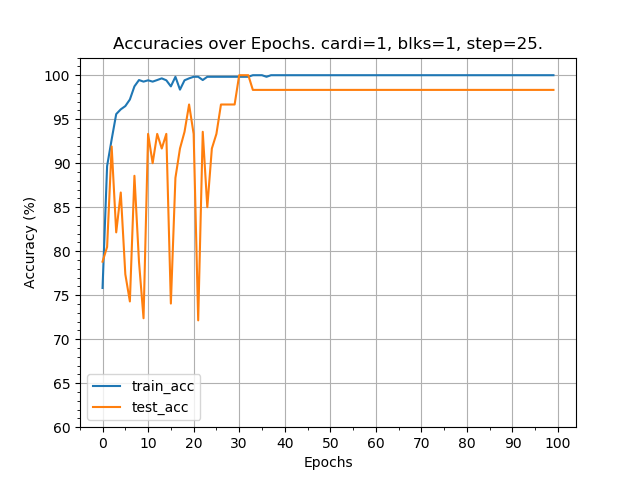 Accuracies over Epochs. cardi=1, blks=1, step=25.
100
95
90
85
80
75
70
65
60
Accuracy (%)
train_acc
test_acc
0 10 20 30 40 50 60 70 80 90 100
Epochs